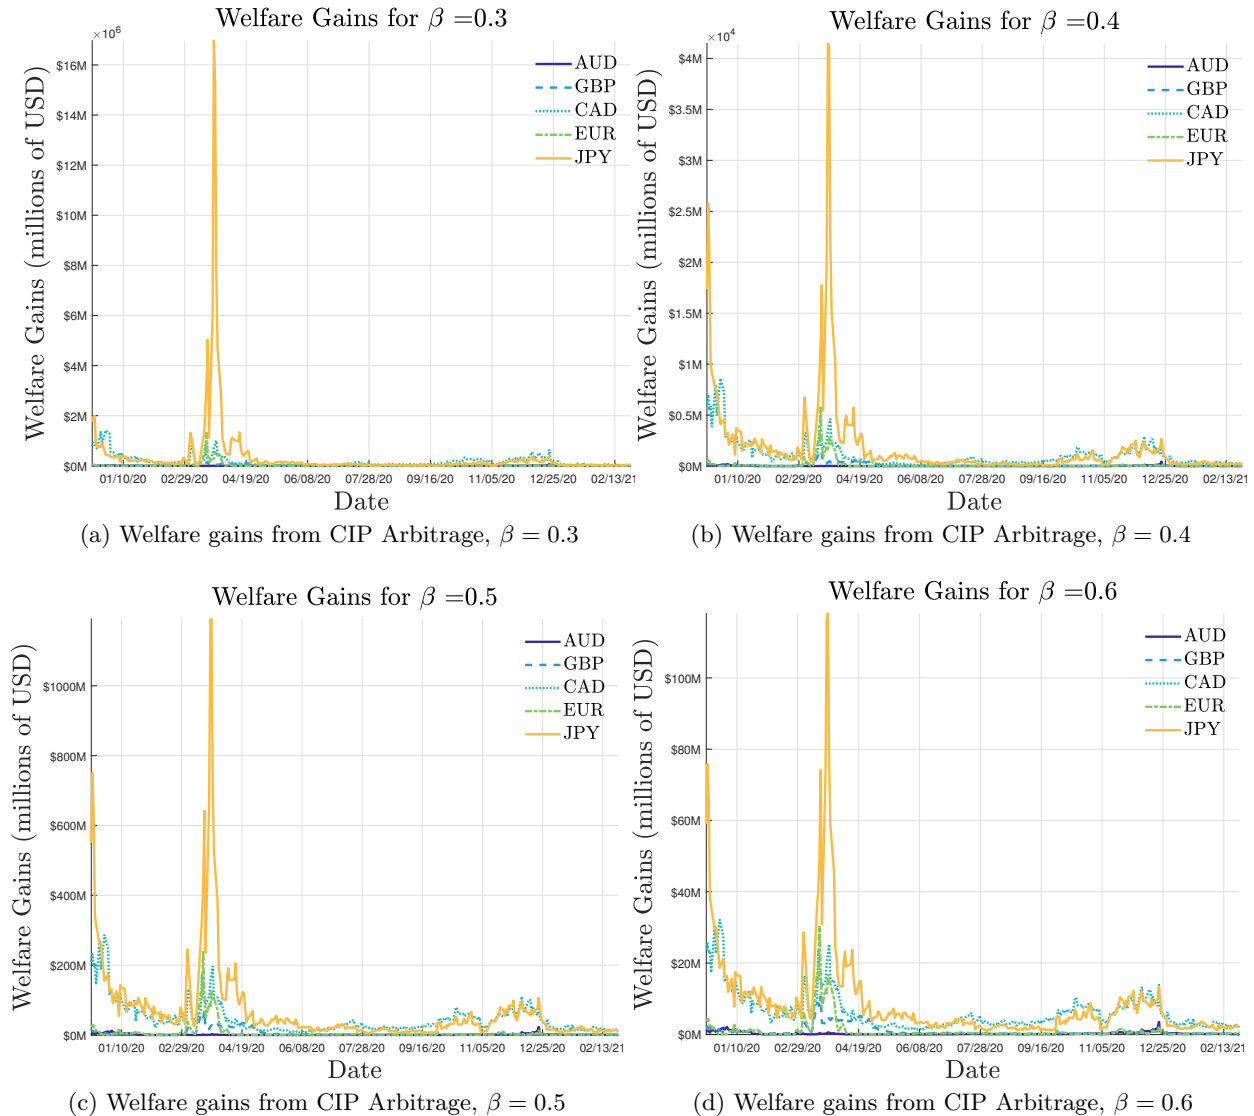 Welfare Gains for β =0.3
×10⁶
Welfare Gains (millions of USD)
$16M
$14M
$12M
$10M
$8M
$6M
$4M
$2M
$0M
AUD
GBP
CAD
EUR
JPY
01/10/20 02/29/20 04/19/20 06/08/20 07/28/20 09/16/20 11/05/20 12/25/20 02/13/21
Date
(a) Welfare gains from CIP Arbitrage, β = 0.3
Welfare Gains for β =0.4
×10⁴
Welfare Gains (millions of USD)
$4M
$3.5M
$3M
$2.5M
$2M
$1.5M
$1M
$0.5M
$0M
AUD
GBP
CAD
EUR
JPY
01/10/20 02/29/20 04/19/20 06/08/20 07/28/20 09/16/20 11/05/20 12/25/20 02/13/21
Date
(b) Welfare gains from CIP Arbitrage, β = 0.4
Welfare Gains for β =0.5
Welfare Gains (millions of USD)
$1000M
$800M
$600M
$400M
$200M
$0M
AUD
GBP
CAD
EUR
JPY
01/10/20 02/29/20 04/19/20 06/08/20 07/28/20 09/16/20 11/05/20 12/25/20 02/13/21
Date
(c) Welfare gains from CIP Arbitrage, β = 0.5
Welfare Gains for β =0.6
Welfare Gains (millions of USD)
$100M
$80M
$60M
$40M
$20M
$0M
AUD
GBP
CAD
EUR
JPY
01/10/20 02/29/20 04/19/20 06/08/20 07/28/20 09/16/20 11/05/20 12/25/20 02/13/21
Date
(d) Welfare gains from CIP Arbitrage, β = 0.6